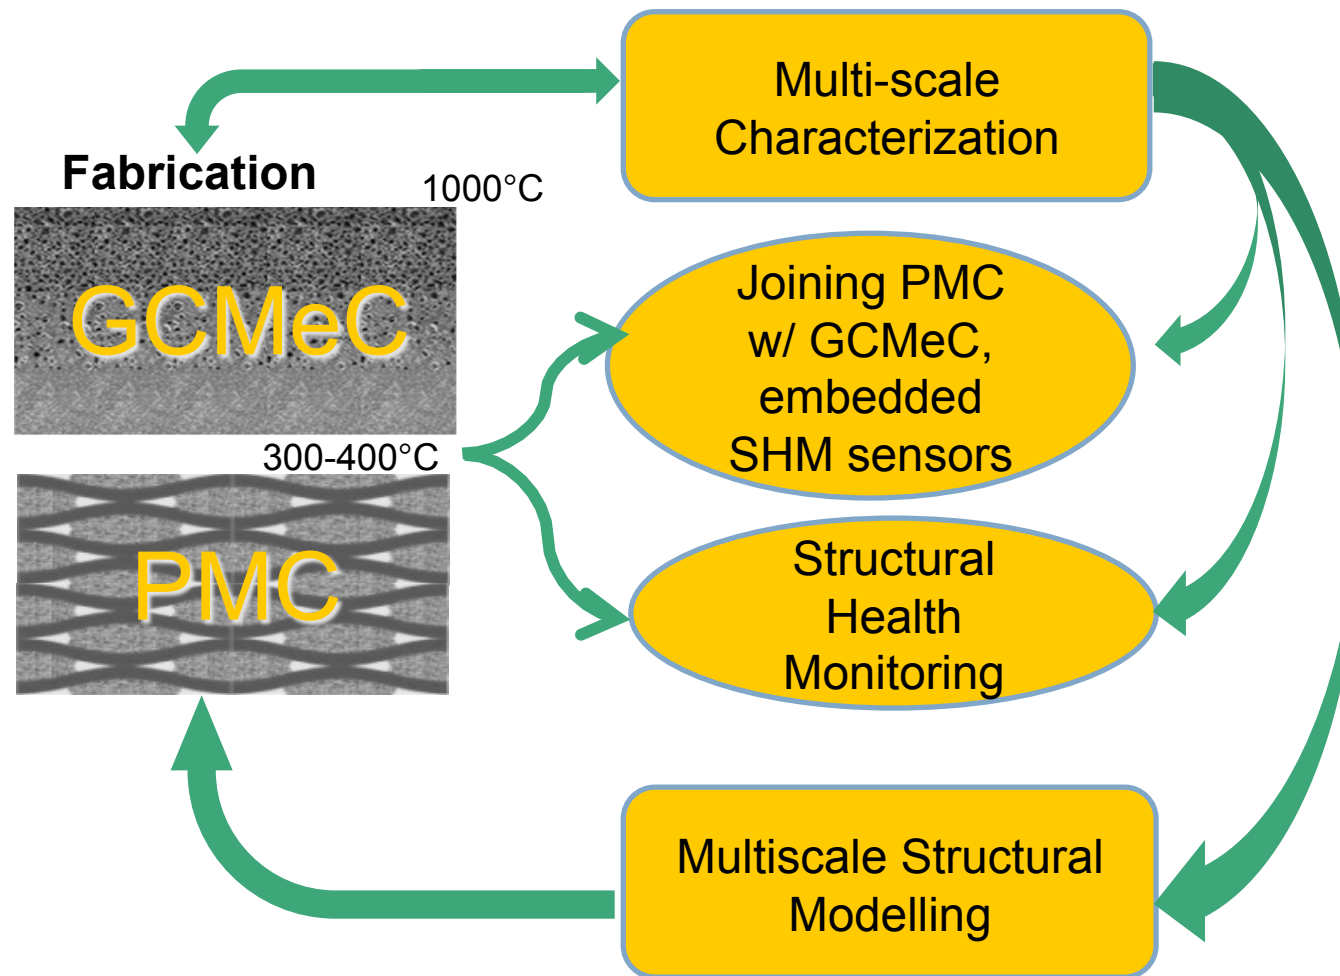 Multi-scale
Characterization
Fabrication
1000°C
GCMeC
300-400°C
PMC
Joining PMC
w/ GCMeC,
embedded
SHM sensors
Structural
Health
Monitoring
Multiscale Structural
Modelling